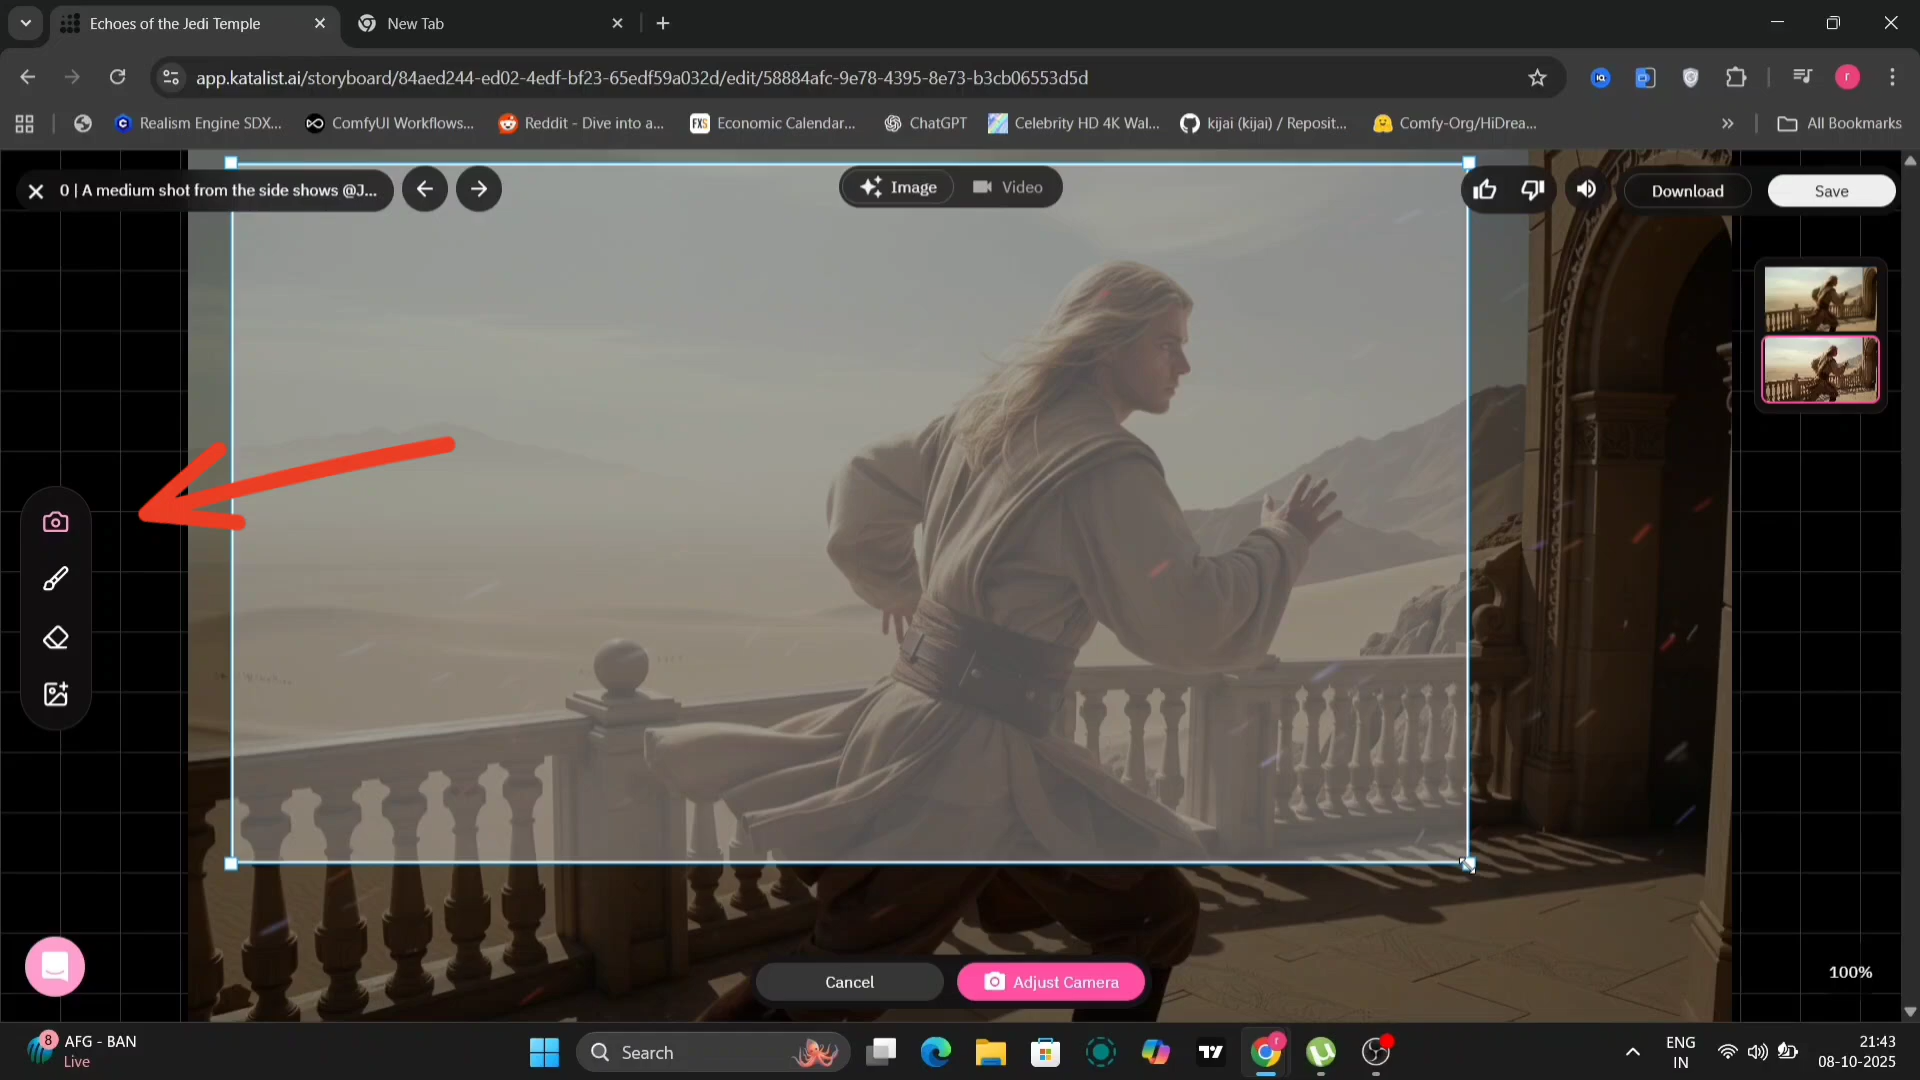 Echoes of the Jedi Temple
New Tab
app.katalist.ai/storyboard/84aed244-ed02-4edf-bf23-65edf59a032d/edit/58884afc-9e78-4395-8e73-b3cb06553d5d
r
Realism Engine SDX...
ComfyUI Workflows...
Reddit - Dive into a...
FXS Economic Calendar...
ChatGPT
Celebrity HD 4K Wal...
kijai (kijai) / Reposit...
Comfy-Org/HiDrea...
All Bookmarks
0 | A medium shot from the side shows @J...
Image
Video
Download
Save
Cancel
Adjust Camera
100%
8
AFG - BAN
Live
Search
ENG
IN
21:43
08-10-2025